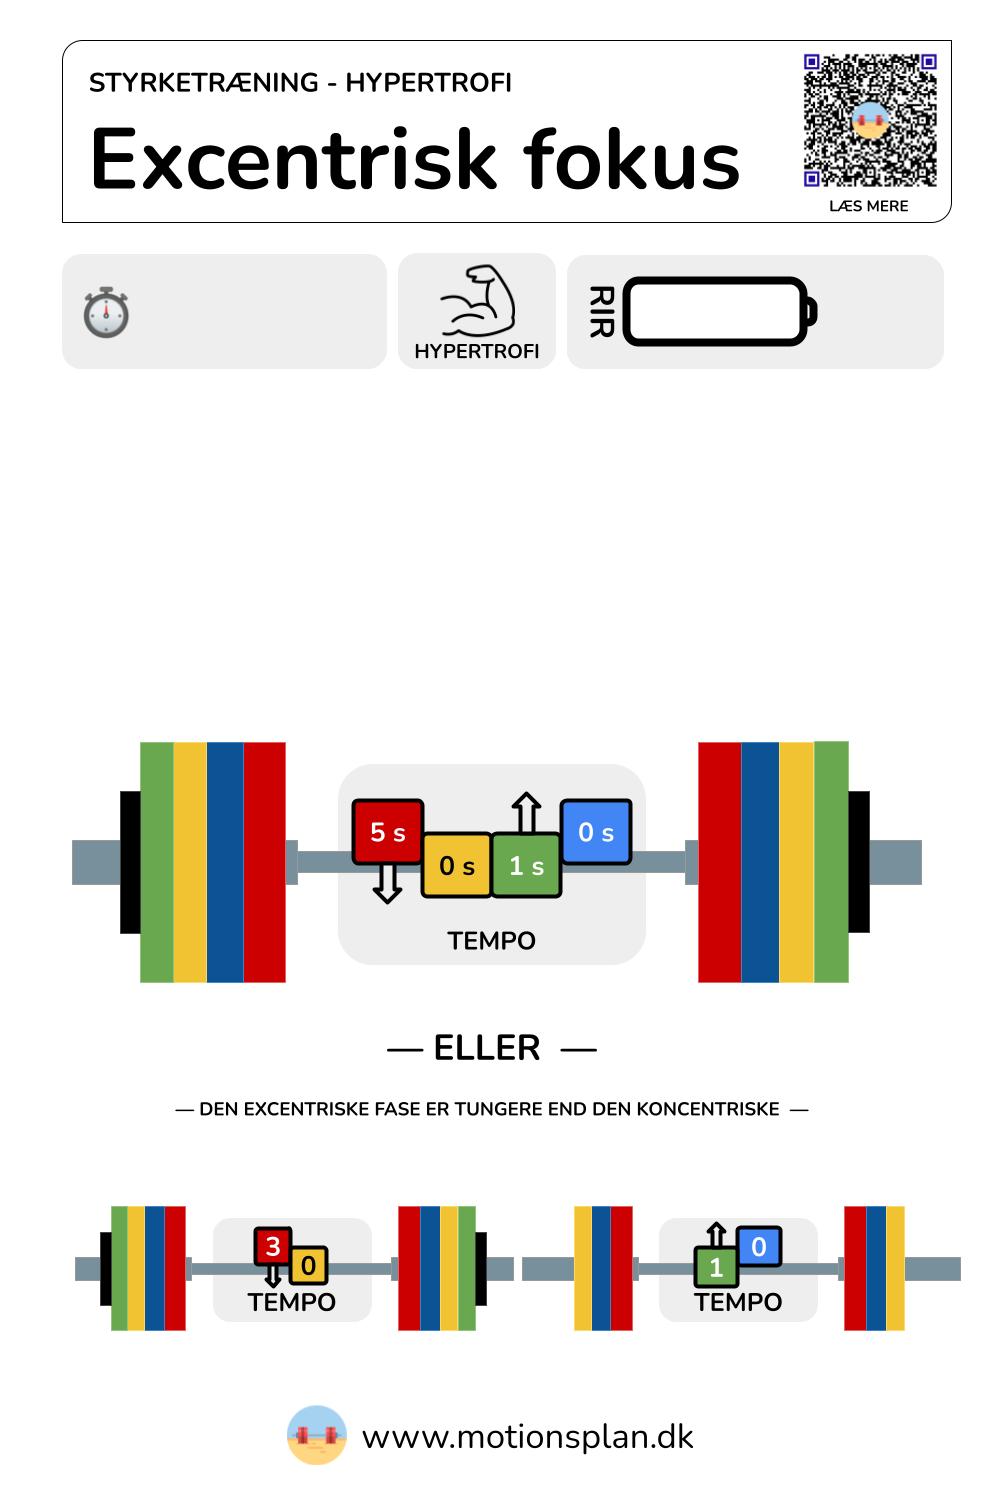 STYRKETRÆNING - HYPERTROFI
Excentrisk fokus
LÆS MERE
HYPERTROFI
RIR
5 s
0 s
1 s
0 s
TEMPO
— ELLER —
— DEN EXCENTRISKE FASE ER TUNGERE END DEN KONCENTRISKE —
3
0
TEMPO
1
0
TEMPO
www.motionsplan.dk